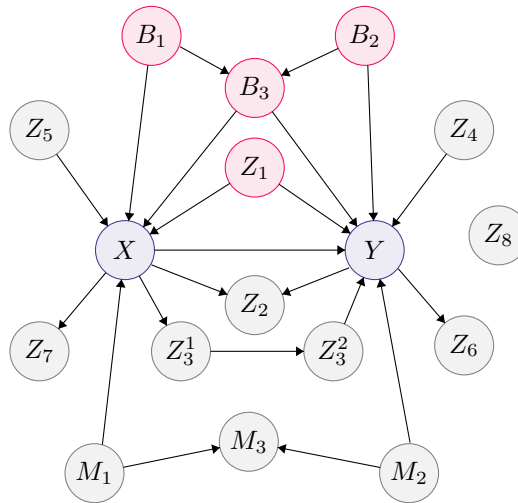 B₁ B₂
B₃
Z₅ Z₄
Z₁
Z₈
X Y
Z₂
Z₇ Z₃¹ Z₃² Z₆
M₃
M₁ M₂